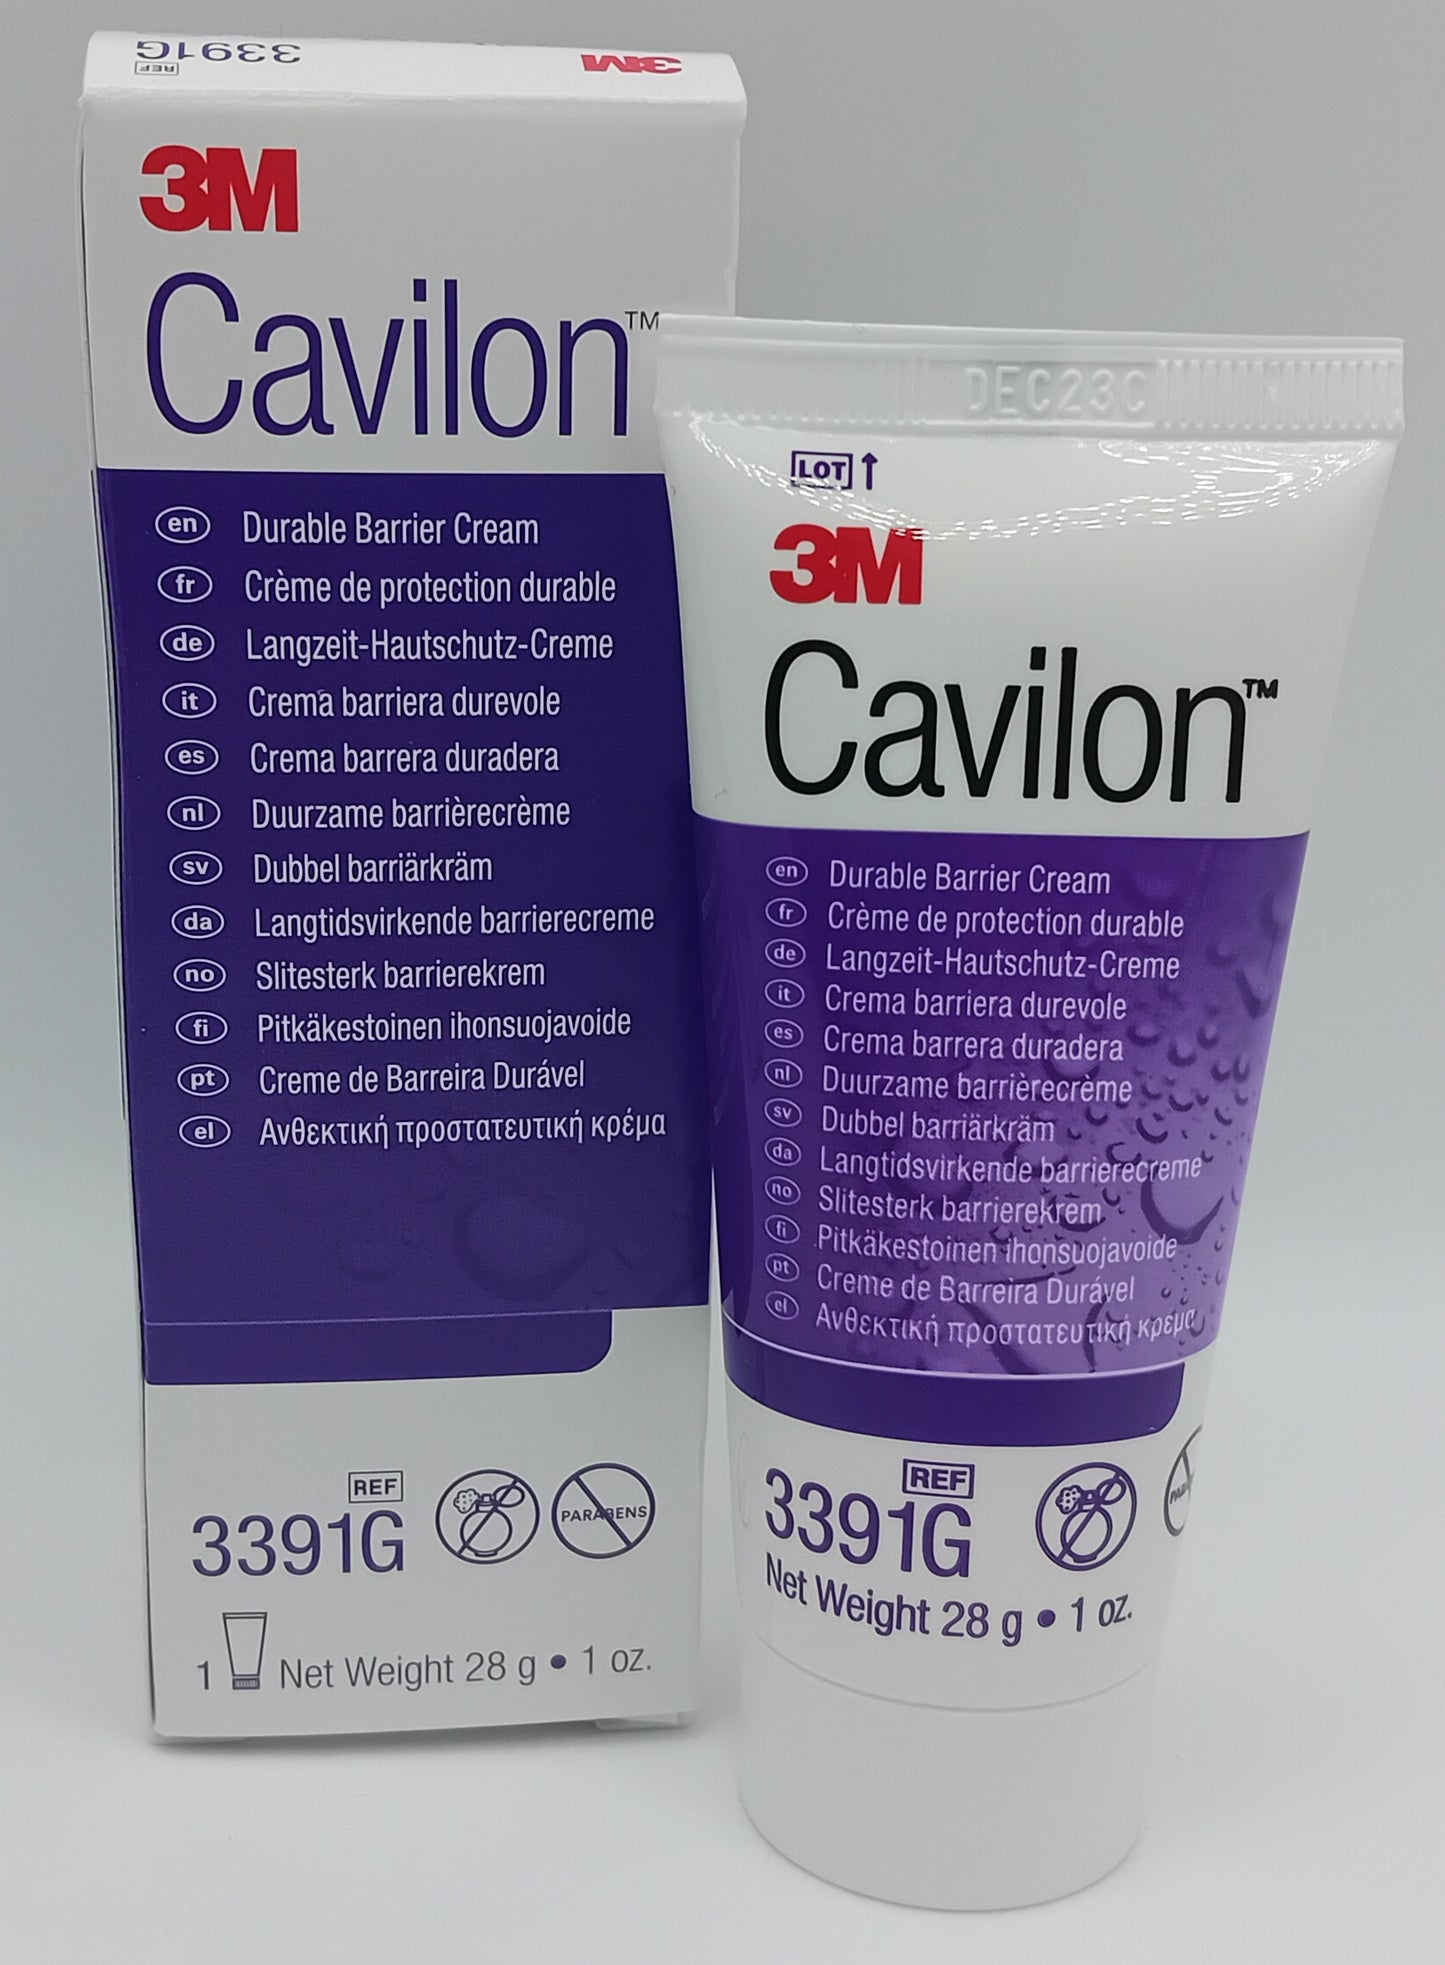 3391G
REF
3M
3M
Cavilon™
en Durable Barrier Cream
fr Crème de protection durable
de Langzeit-Hautschutz-Creme
it Crema barriera durevole
es Crema barrera duradera
nl Duurzame barrièrecrème
sv Dubbel barriärkräm
da Langtidsvirkende barrierecreme
no Slitesterk barrierekrem
fi Pitkäkestoinen ihonsuojavoide
pt Creme de Barreira Durável
el Ανθεκτική προστατευτική κρέμα
REF
3391G
PARABENS
1 Net Weight 28 g • 1 oz.
DEC23C
LOT
3M
Cavilon™
en Durable Barrier Cream
fr Crème de protection durable
de Langzeit-Hautschutz-Creme
it Crema barriera durevole
es Crema barrera duradera
nl Duurzame barrièrecrème
sv Dubbel barriärkräm
da Langtidsvirkende barrierecreme
no Slitesterk barrierekrem
fi Pitkäkestoinen ihonsuojavoide
pt Creme de Barreira Durável
el Ανθεκτική προστατευτική κρέμα
REF
3391G
Net Weight 28 g • 1 oz.